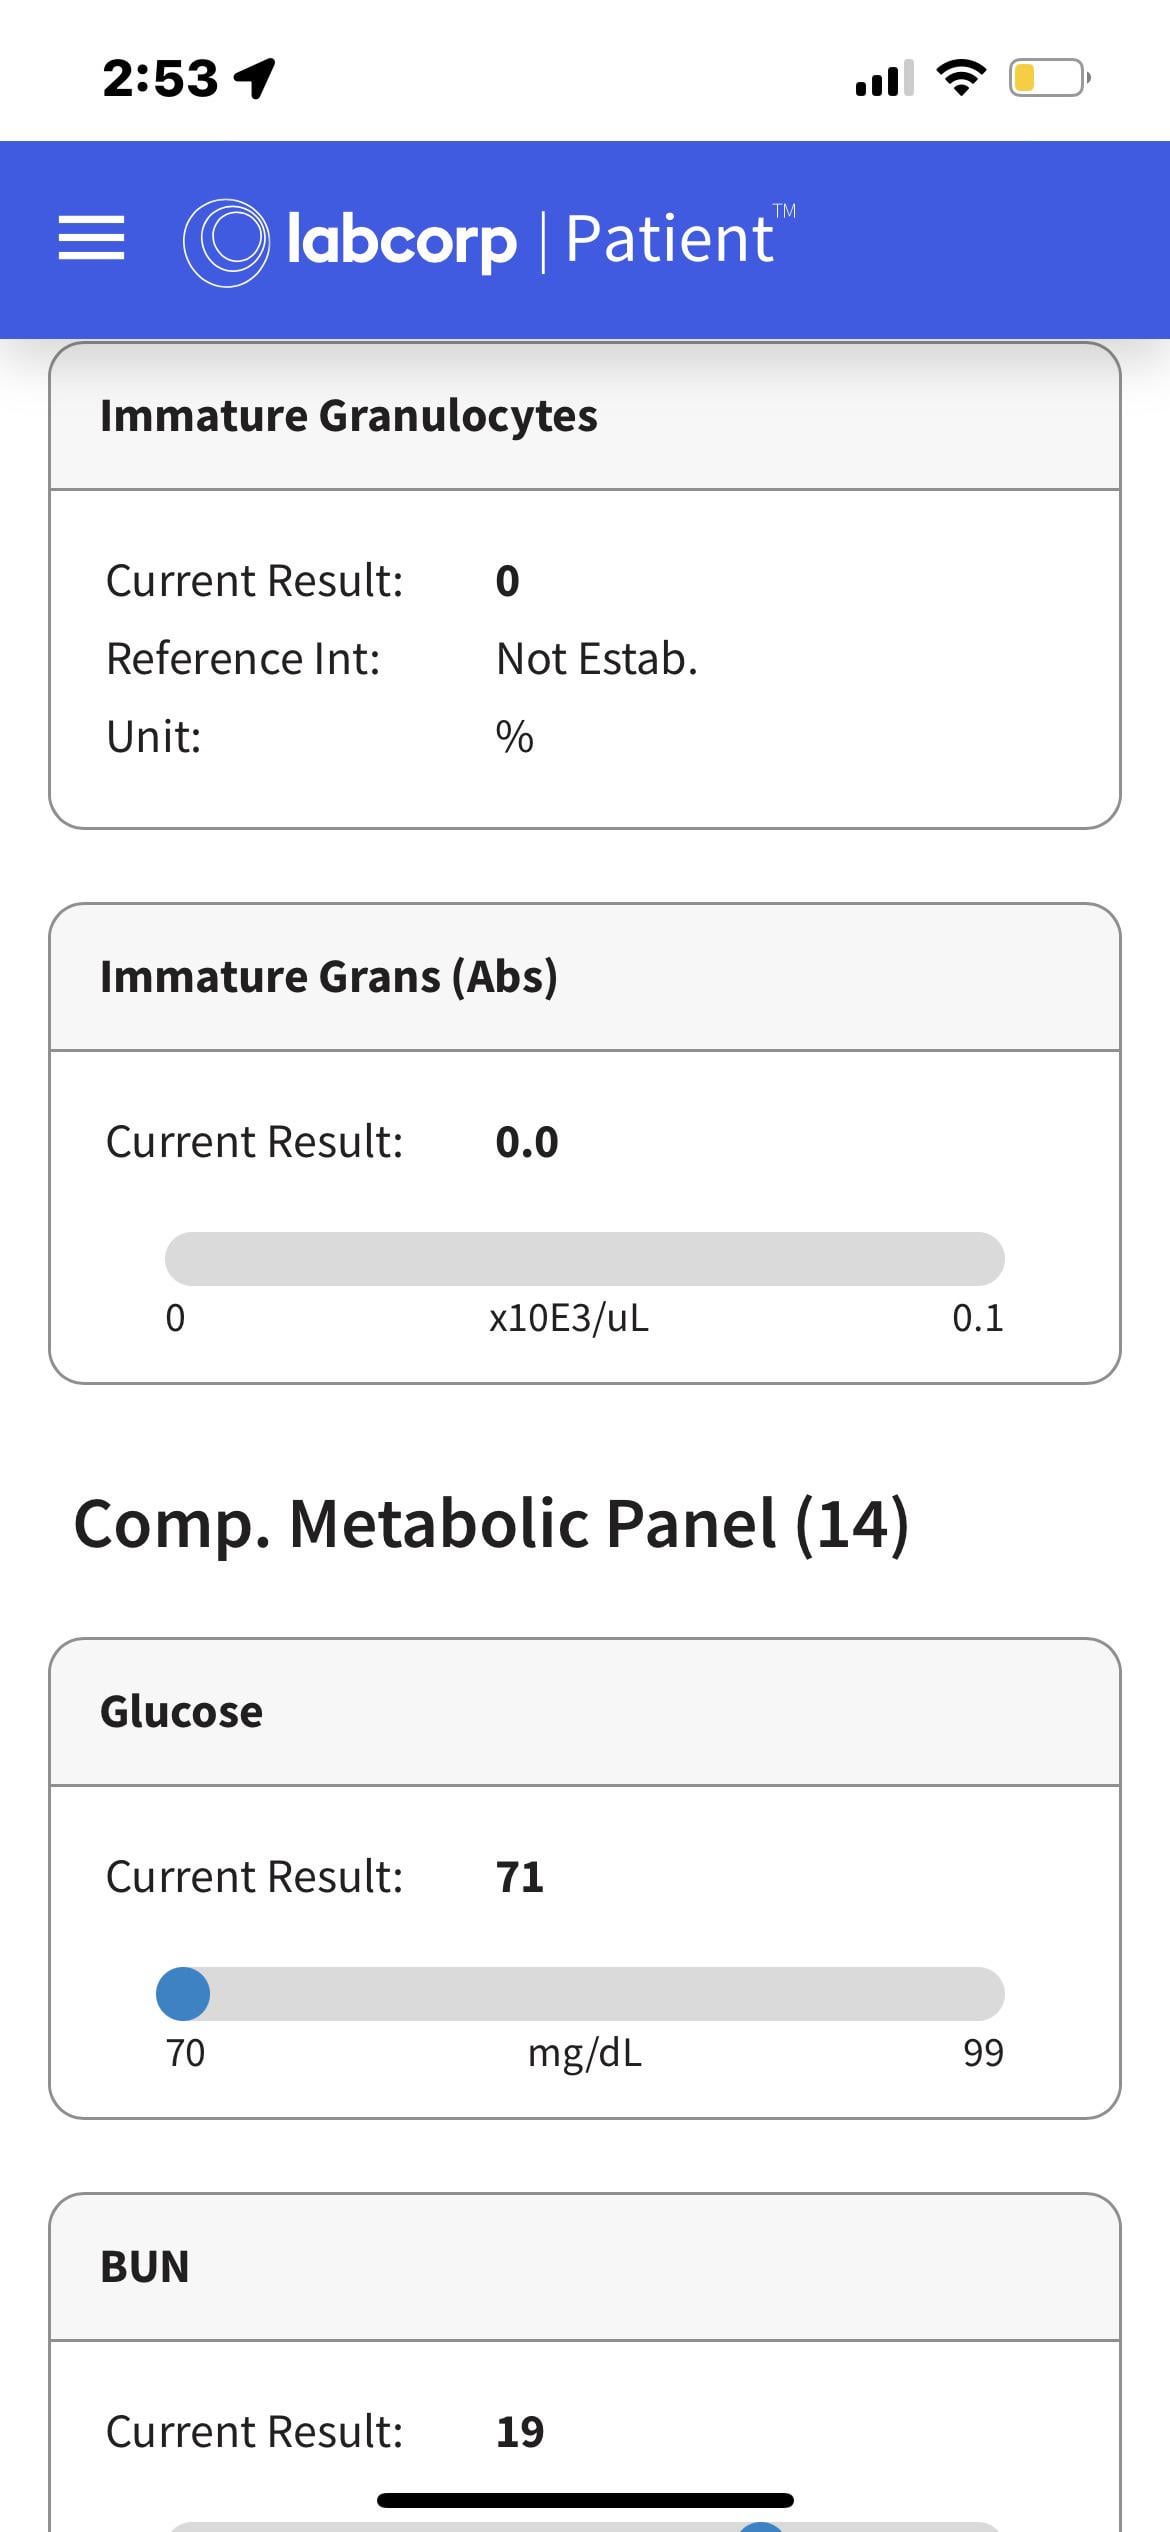 2:53
labcorp | Patient™
Immature Granulocytes
Current Result: 0
Reference Int: Not Estab.
Unit: %
Immature Grans (Abs)
Current Result: 0.0
0 x10E3/uL 0.1
Comp. Metabolic Panel (14)
Glucose
Current Result: 71
70 mg/dL 99
BUN
Current Result: 19